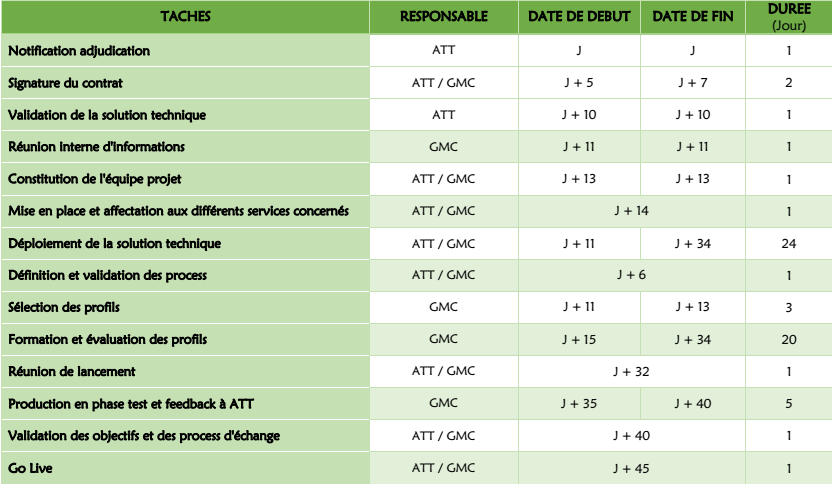 TACHES RESPONSABLE DATE DE DEBUT DATE DE FIN DUREE (Jour)
Notification adjudication ATT J J 1
Signature du contrat ATT / GMC J + 5 J + 7 2
Validation de la solution technique ATT J + 10 J + 10 1
Réunion interne d'informations GMC J + 11 J + 11 1
Constitution de l'équipe projet ATT / GMC J + 13 J + 13 1
Mise en place et affectation aux différents services concernés ATT / GMC J + 14 1
Déploiement de la solution technique ATT / GMC J + 11 J + 34 24
Définition et validation des process ATT / GMC J + 6 1
Sélection des profils GMC J + 11 J + 13 3
Formation et évaluation des profils GMC J + 15 J + 34 20
Réunion de lancement ATT / GMC J + 32 1
Production en phase test et feedback à ATT GMC J + 35 J + 40 5
Validation des objectifs et des process d'échange ATT / GMC J + 40 1
Go Live ATT / GMC J + 45 1